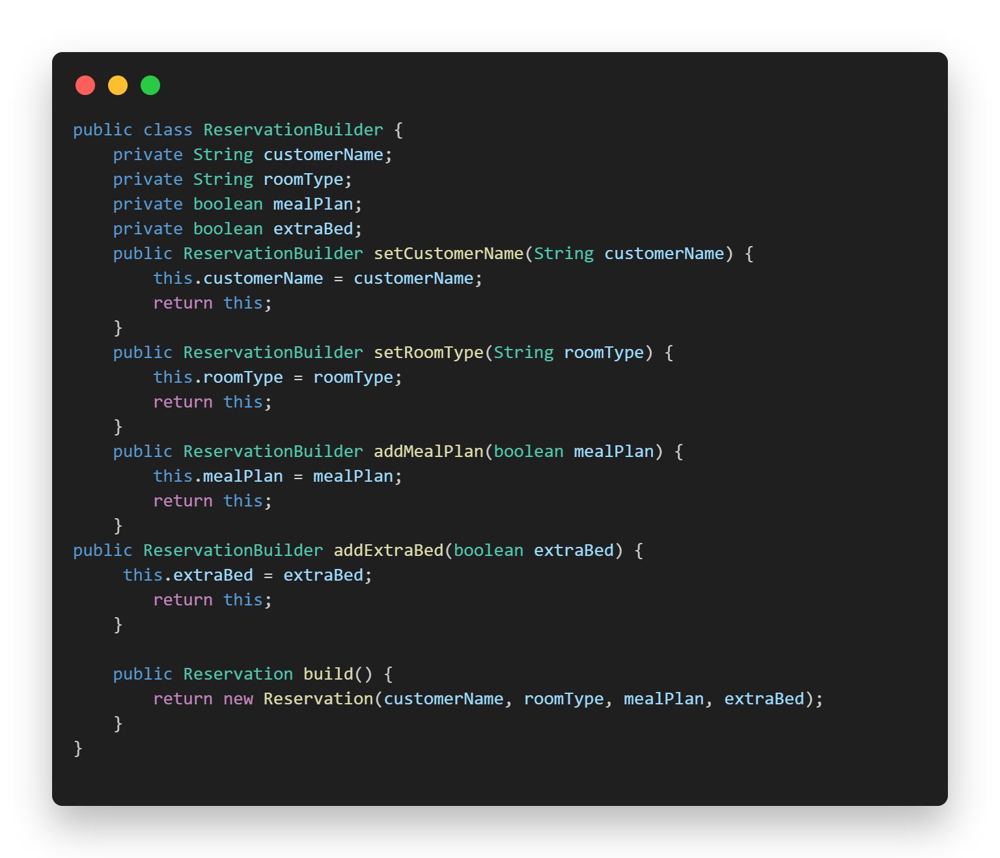 public class ReservationBuilder {
    private String customerName;
    private String roomType;
    private boolean mealPlan;
    private boolean extraBed;
    public ReservationBuilder setCustomerName(String customerName) {
        this.customerName = customerName;
        return this;
    }
    public ReservationBuilder setRoomType(String roomType) {
        this.roomType = roomType;
        return this;
    }
    public ReservationBuilder addMealPlan(boolean mealPlan) {
        this.mealPlan = mealPlan;
        return this;
    }
public ReservationBuilder addExtraBed(boolean extraBed) {
     this.extraBed = extraBed;
        return this;
    }

    public Reservation build() {
        return new Reservation(customerName, roomType, mealPlan, extraBed);
    }
}